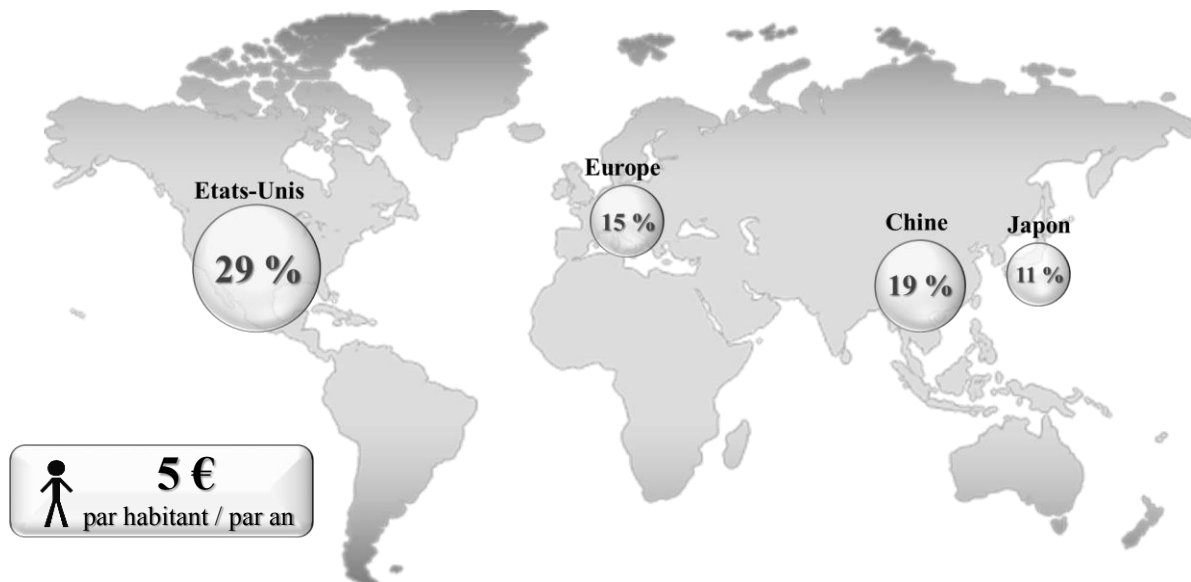 Etats-Unis
29 %
Europe
15 %
Chine
19 %
Japon
11 %
5 €
par habitant / par an